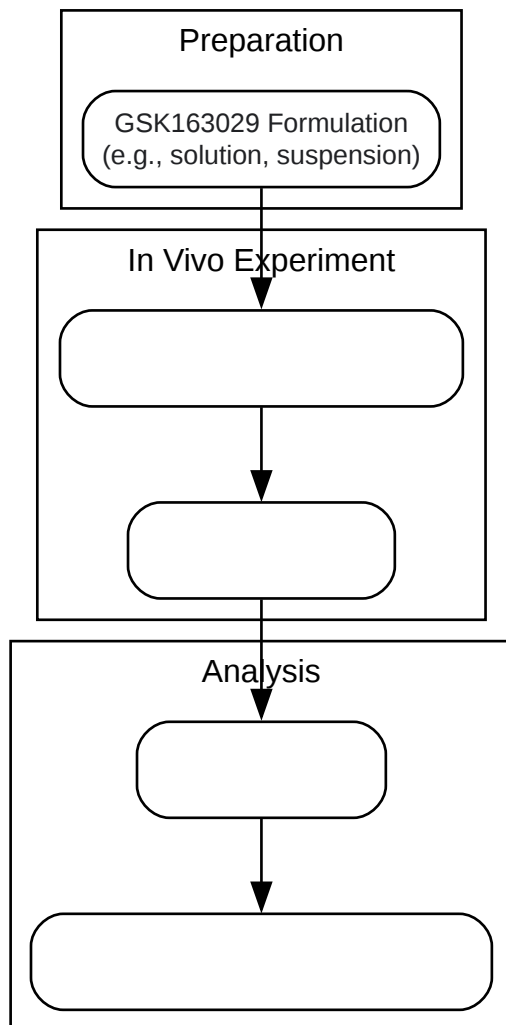 Preparation
GSK163029 Formulation
(e.g., solution, suspension)
In Vivo Experiment
Analysis